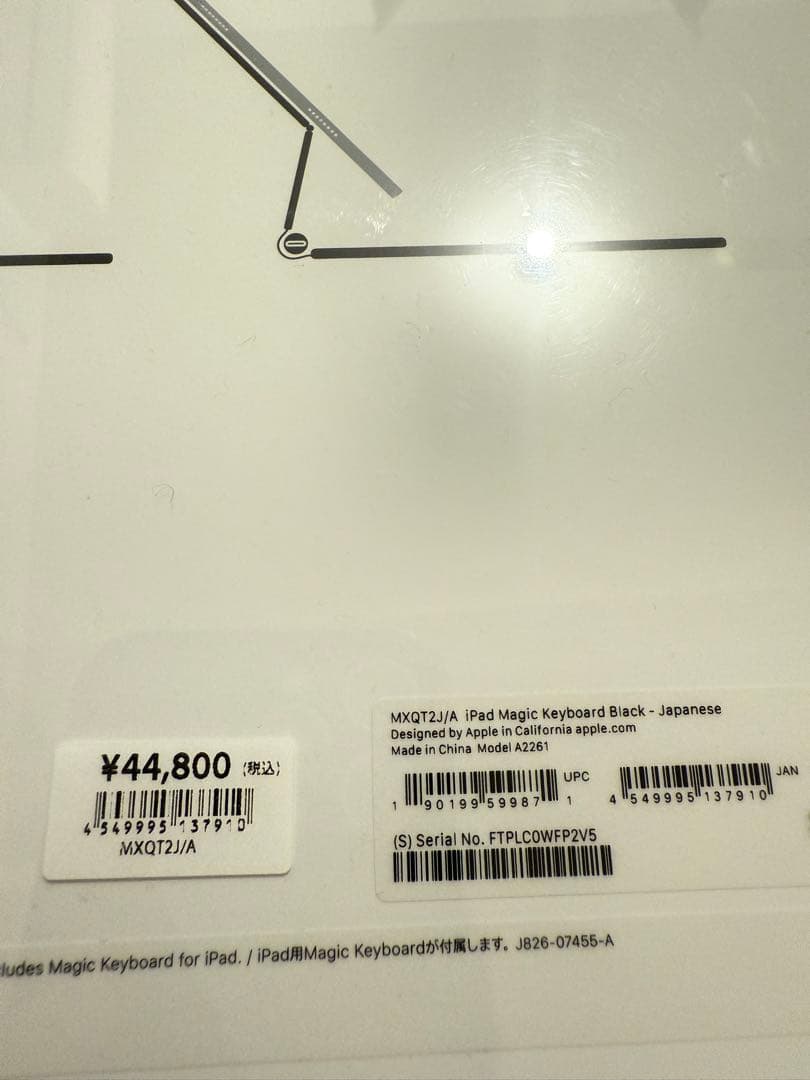 ¥44,800 (税込)
4 549995 137910
MXQT2J/A
MXQT2J/A iPad Magic Keyboard Black - Japanese
Designed by Apple in California apple.com
Made in China Model A2261
UPC
1 90199 59987 1
JAN
4 549995 137910
(S) Serial No. FTPLC0WFP2V5
cludes Magic Keyboard for iPad. / iPad用Magic Keyboardが付属します。J826-07455-A